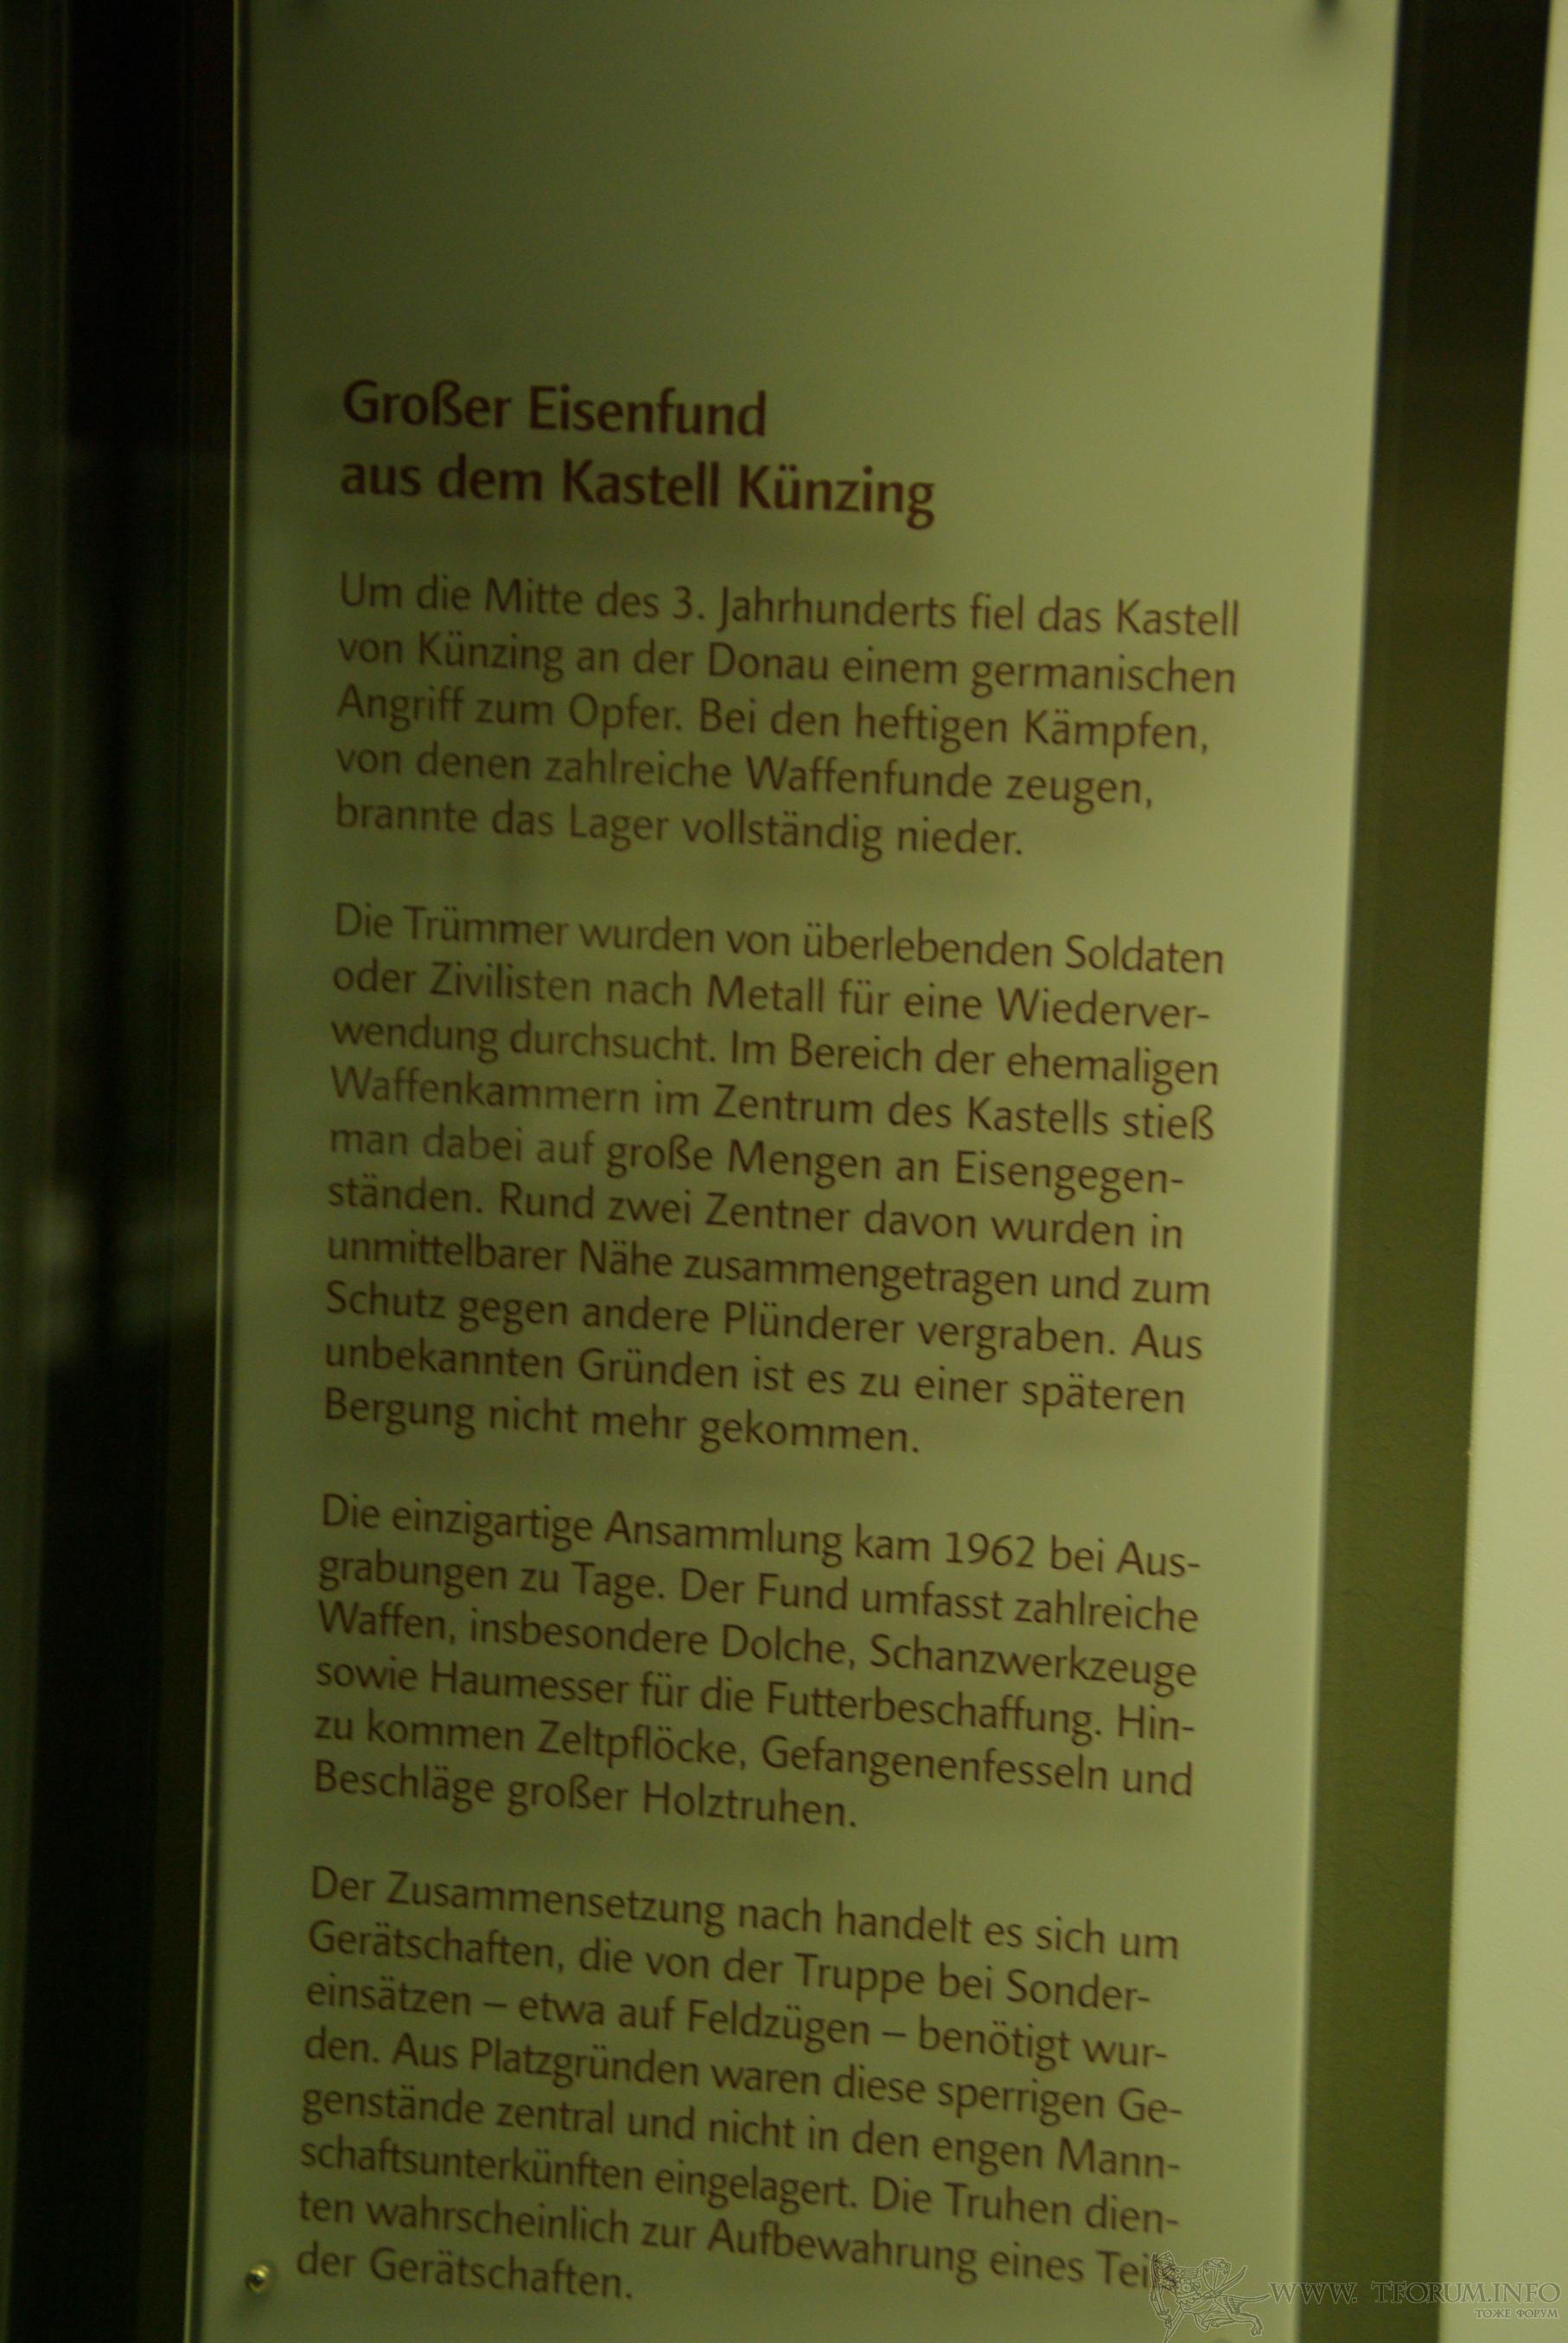 Großer Eisenfund
aus dem Kastell Künzing
Um die Mitte des 3. Jahrhunderts fiel das Kastell
von Künzing an der Donau einem germanischen
Angriff zum Opfer. Bei den heftigen Kämpfen,
von denen zahlreiche Waffenfunde zeugen,
brannte das Lager vollständig nieder.
Die Trümmer wurden von überlebenden Soldaten
oder Zivilisten nach Metall für eine Wiederver-
wendung durchsucht. Im Bereich der ehemaligen
Waffenkammern im Zentrum des Kastells stieß
man dabei auf große Mengen an Eisengegen-
ständen. Rund zwei Zentner davon wurden in
unmittelbarer Nähe zusammengetragen und zum
Schutz gegen andere Plünderer vergraben. Aus
unbekannten Gründen ist es zu einer späteren
Bergung nicht mehr gekommen.
Die einzigartige Ansammlung kam 1962 bei Aus-
grabungen zu Tage. Der Fund umfasst zahlreiche
Waffen, insbesondere Dolche, Schanzwerkzeuge
sowie Haumesser für die Futterbeschaffung. Hin-
zu kommen Zeltpflöcke, Gefangenenfesseln und
Beschläge großer Holztruhen.
Der Zusammensetzung nach handelt es sich um
Gerätschaften, die von der Truppe bei Sonder-
einsätzen – etwa auf Feldzügen – benötigt wur-
den. Aus Platzgründen waren diese sperrigen Ge-
genstände zentral und nicht in den engen Mann-
schaftsunterkünften eingelagert. Die Truhen dien-
ten wahrscheinlich zur Aufbewahrung eines Teils
der Gerätschaften.
WWW. TFORUM.INFO
ТОЖЕ ФОРУМ